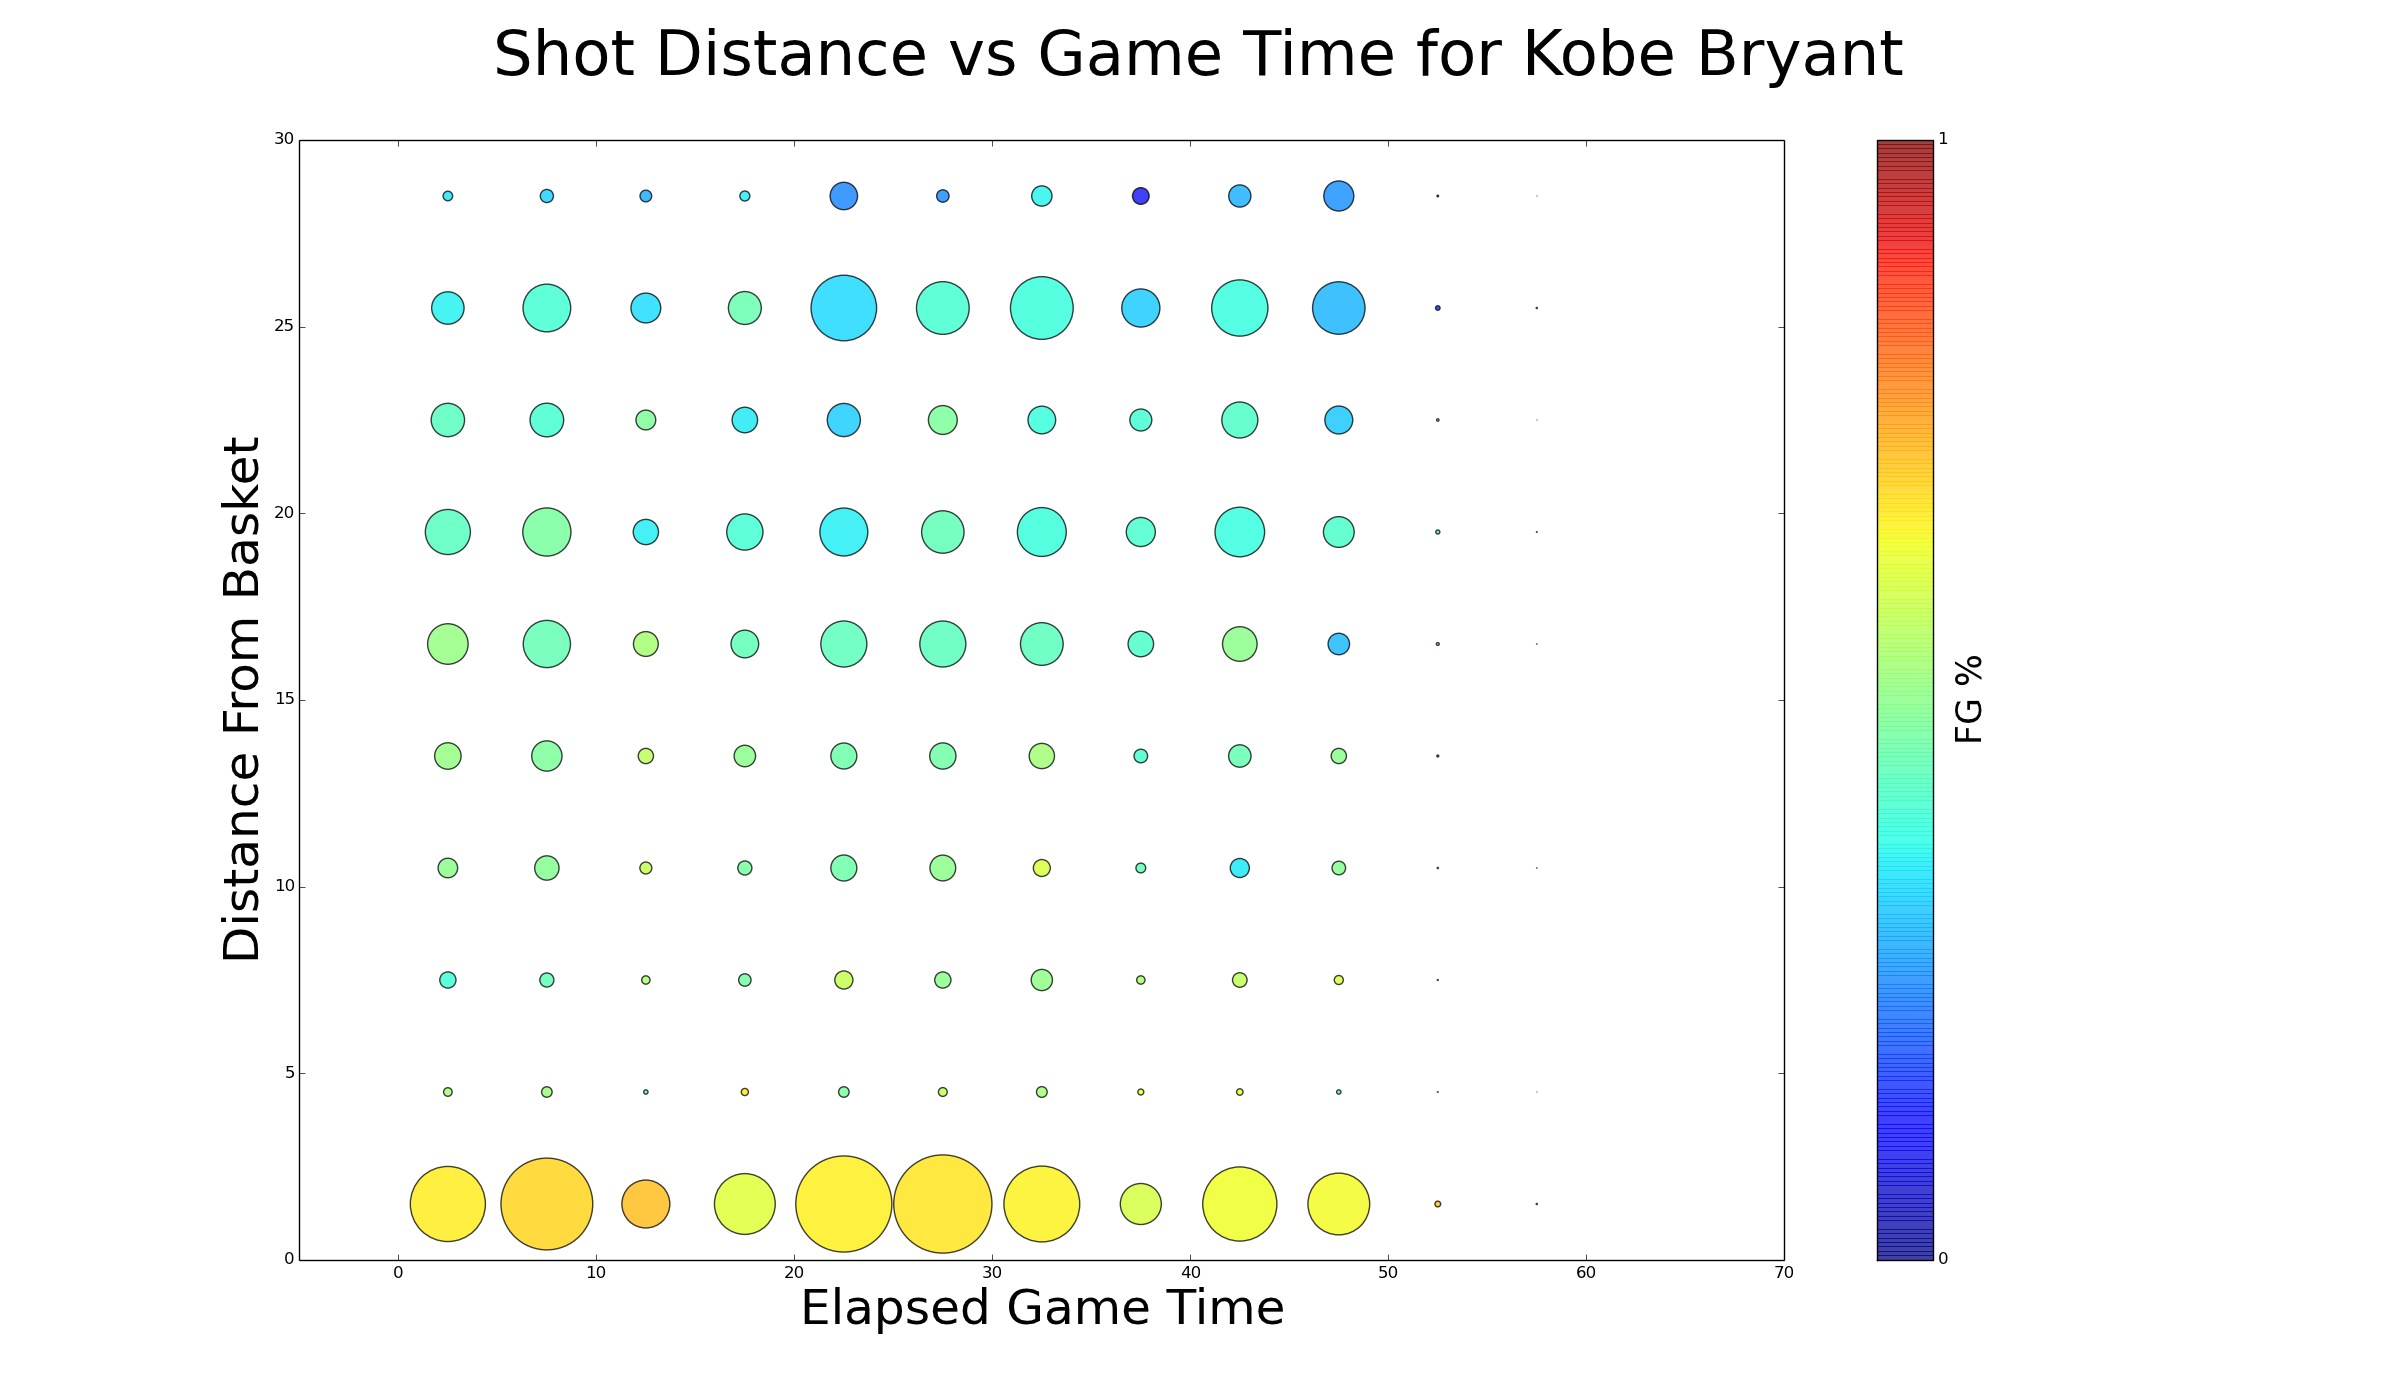 Shot Distance vs Game Time for Kobe Bryant
30
25
20
15
10
5
0
Distance From Basket
0 10 20 30 40 50 60 70
Elapsed Game Time
1
0
FG %